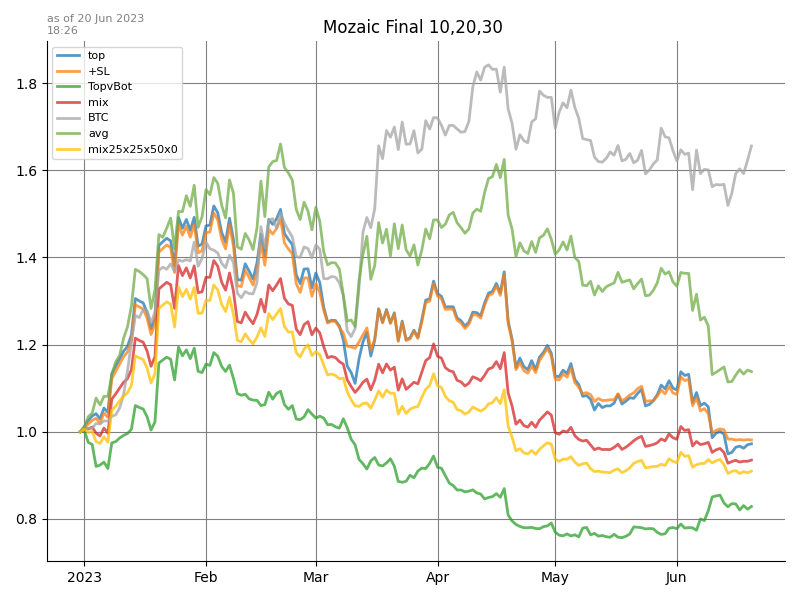 as of 20 Jun 2023
18:26
Mozaic Final 10,20,30
top
+SL
TopvBot
mix
BTC
avg
mix25x25x50x0
1.8
1.6
1.4
1.2
1.0
0.8
2023 Feb Mar Apr May Jun